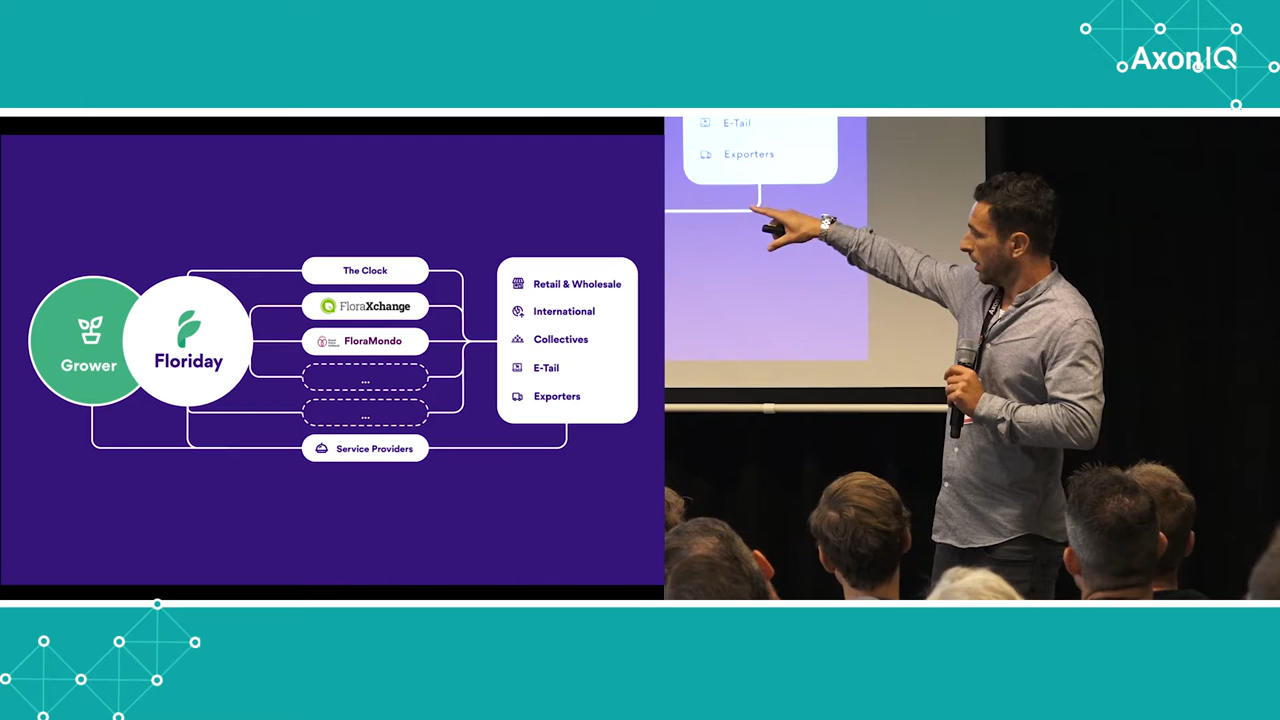 AxonIQ
Grower
Floriday
The Clock
FloraXchange
FloraMondo
...
...
Service Providers
Retail & Wholesale
International
Collectives
E-Tail
Exporters
E-Tail
Exporters